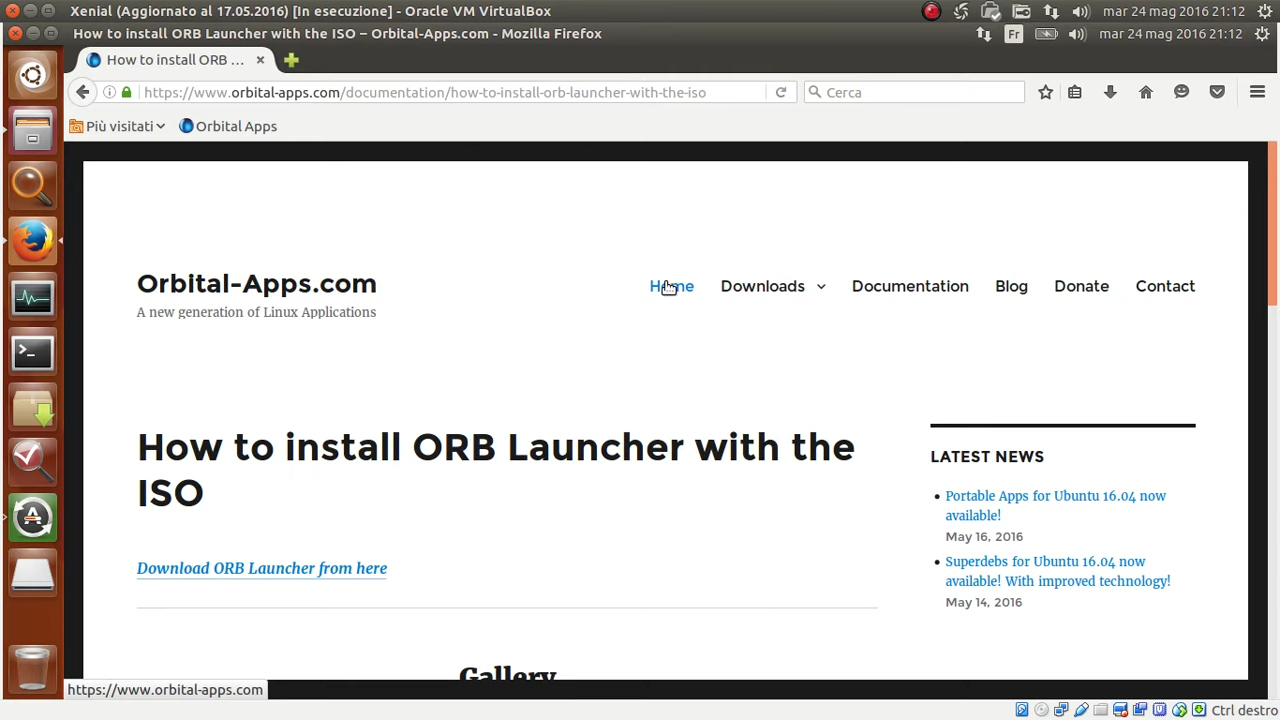 Xenial (Aggiornato al 17.05.2016) [In esecuzione] - Oracle VM VirtualBox
mar 24 mag 2016 21:12
How to install ORB Launcher with the ISO – Orbital-Apps.com - Mozilla Firefox
Fr
mar 24 mag 2016 21:12
How to install ORB ...
https://www.orbital-apps.com/documentation/how-to-install-orb-launcher-with-the-iso
Cerca
Più visitati
Orbital Apps
Orbital-Apps.com
A new generation of Linux Applications
Home
Downloads
Documentation
Blog
Donate
Contact
How to install ORB Launcher with the
ISO
Download ORB Launcher from here
Gallery
LATEST NEWS
Portable Apps for Ubuntu 16.04 now
available!
May 16, 2016
Superdebs for Ubuntu 16.04 now
available! With improved technology!
May 14, 2016
https://www.orbital-apps.com
Ctrl destro